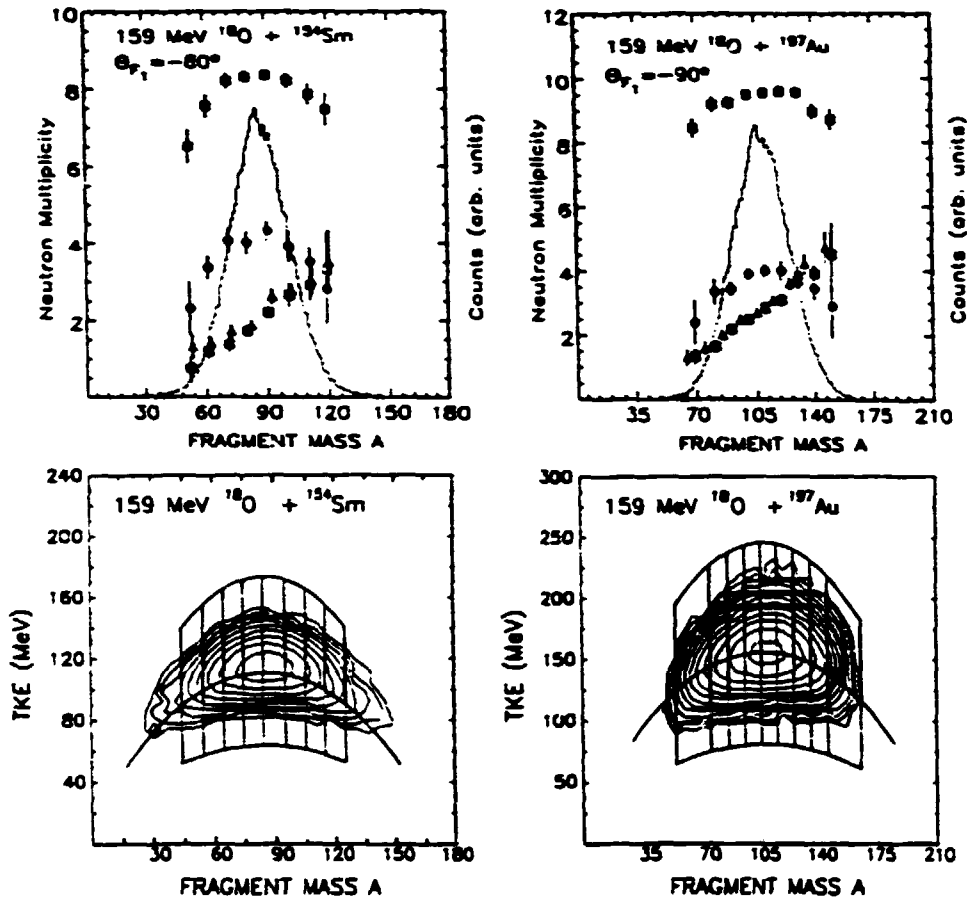 10
8
6
4
2
159 MeV ¹⁸O + ¹⁵⁴Sm
Θ_F₁ = −80°
Neutron Multiplicity
Counts (arb. units)
30 60 90 120 150 180
FRAGMENT MASS A
12
10
8
6
4
2
159 MeV ¹⁸O + ¹⁹⁷Au
Θ_F₁ = −90°
Neutron Multiplicity
Counts (arb. units)
35 70 105 140 175 210
FRAGMENT MASS A
240
200
160
120
80
40
159 MeV ¹⁸O + ¹⁵⁴Sm
TKE (MeV)
30 60 90 120 150 180
FRAGMENT MASS A
300
250
200
150
100
50
159 MeV ¹⁸O + ¹⁹⁷Au
TKE (MeV)
35 70 105 140 175 210
FRAGMENT MASS A